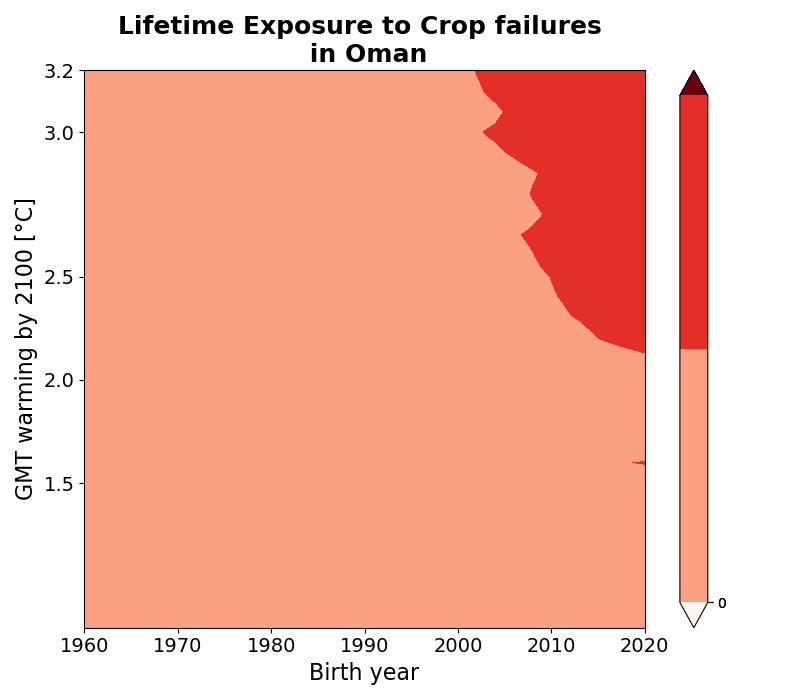 Lifetime Exposure to Crop failures
in Oman
GMT warming by 2100 [°C]
3.2
3.0
2.5
2.0
1.5
0
1960 1970 1980 1990 2000 2010 2020
Birth year